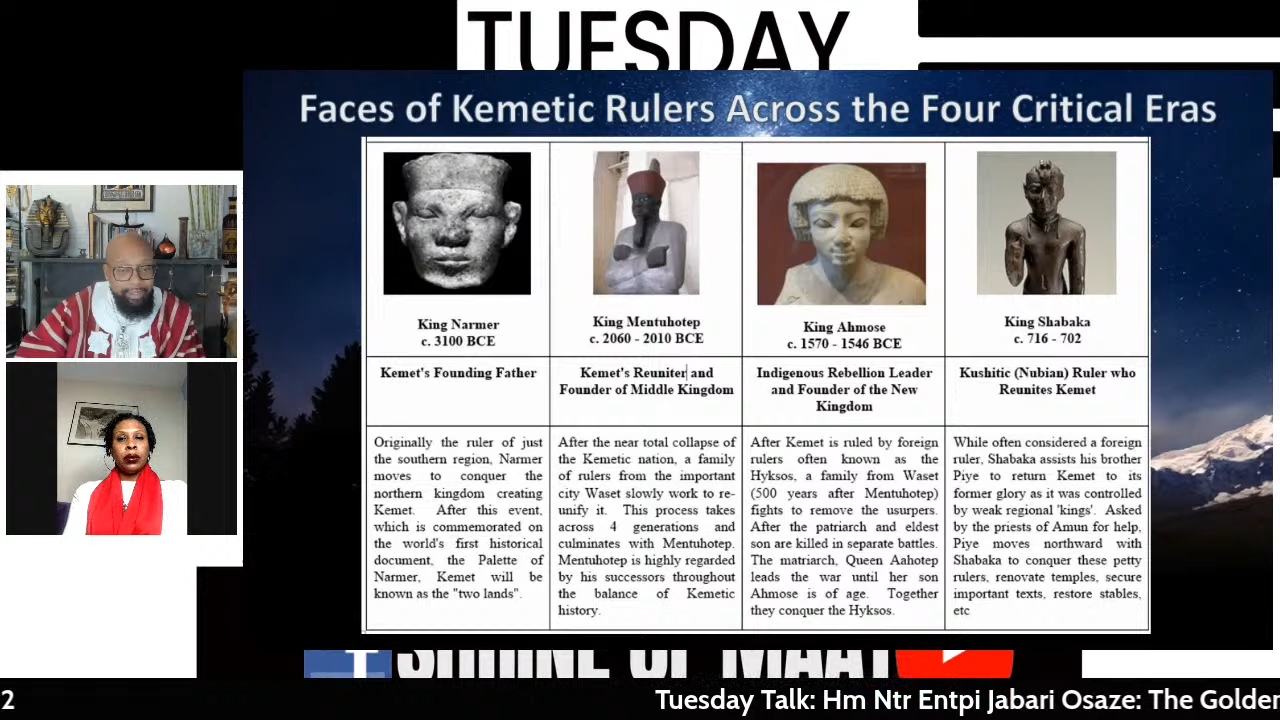 TUESDAY
Faces of Kemetic Rulers Across the Four Critical Eras
King Narmer
c. 3100 BCE
King Mentuhotep
c. 2060 - 2010 BCE
King Ahmose
c. 1570 - 1546 BCE
King Shabaka
c. 716 - 702
Kemet's Founding Father
Kemet's Reuniter and
Founder of Middle Kingdom
Indigenous Rebellion Leader
and Founder of the New
Kingdom
Kushitic (Nubian) Ruler who
Reunites Kemet
Originally the ruler of just
the southern region, Narmer
moves to conquer the
northern kingdom creating
Kemet. After this event,
which is commemorated on
the world's first historical
document, the Palette of
Narmer, Kemet will be
known as the "two lands".
After the near total collapse of
the Kemetic nation, a family
of rulers from the important
city Waset slowly work to re-
unify it. This process takes
across 4 generations and
culminates with Mentuhotep.
Mentuhotep is highly regarded
by his successors throughout
the balance of Kemetic
history.
After Kemet is ruled by foreign
rulers often known as the
Hyksos, a family from Waset
(500 years after Mentuhotep)
fights to remove the usurpers.
After the patriarch and eldest
son are killed in separate battles.
The matriarch, Queen Aahotep
leads the war until her son
Ahmose is of age. Together
they conquer the Hyksos.
While often considered a foreign
ruler, Shabaka assists his brother
Piye to return Kemet to its
former glory as it was controlled
by weak regional 'kings'. Asked
by the priests of Amun for help,
Piye moves northward with
Shabaka to conquer these petty
rulers, renovate temples, secure
important texts, restore stables,
etc
SHRINE OF MAAT
2
Tuesday Talk: Hm Ntr Entpi Jabari Osaze: The Golden